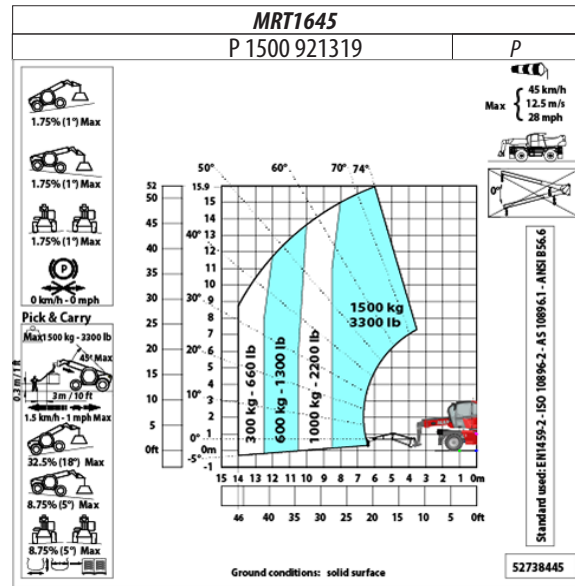 MRT1645
P 1500 921319
P
1.75% (1°) Max
1.75% (1°) Max
1.75% (1°) Max
P
0 km/h - 0 mph
Pick & Carry
Max 1500 kg - 3300 lb
45° Max
0.3 m / 1 ft
3 m / 10 ft
1.5 km/h - 1 mph Max
32.5% (18°) Max
8.75% (5°) Max
8.75% (5°) Max
45 km/h
Max { 12.5 m/s
28 mph
0°
50° 60° 70° 74°
40°
30°
20°
10°
0°
-5°
52 50 45 40 35 30 25 20 15 10 5 0ft
15.9 15 14 13 12 11 10 9 8 7 6 5 4 3 2 1 0m -1
300 kg - 660 lb
600 kg - 1300 lb
1000 kg - 2200 lb
1500 kg
3300 lb
15 14 13 12 11 10 9 8 7 6 5 4 3 2 1 0m
46 40 35 30 25 20 15 10 5 0ft
Ground conditions: solid surface
Standard used: EN1459-2 - ISO 10896-2 - AS 10896.1 - ANSI B56.6
52738445